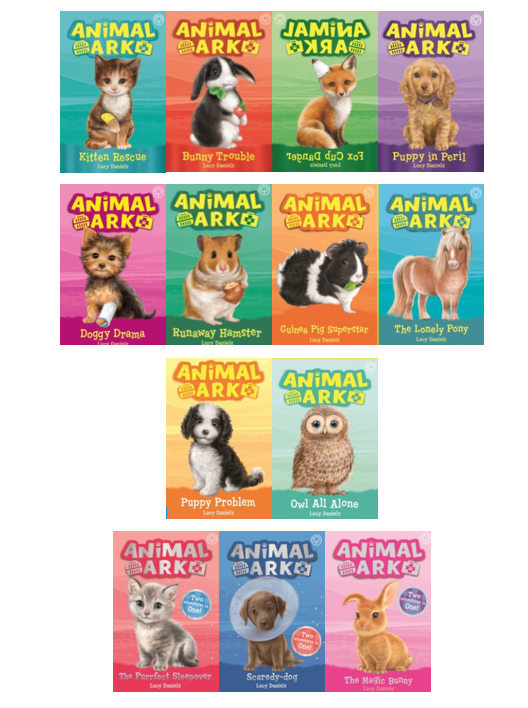 ANiMAL
ARK
Kitten Rescue
Lucy Daniels
ANiMAL
ARK
Bunny Trouble
Lucy Daniels
ANiMAL
ARK
Fox Cub Danger
Lucy Daniels
ANiMAL
ARK
Puppy in Peril
Lucy Daniels
ANiMAL
ARK
Doggy Drama
Lucy Daniels
ANiMAL
ARK
Runaway Hamster
Lucy Daniels
ANiMAL
ARK
Guinea Pig Superstar
Lucy Daniels
ANiMAL
ARK
The Lonely Pony
Lucy Daniels
ANiMAL
ARK
Puppy Problem
Lucy Daniels
ANiMAL
ARK
Owl All Alone
Lucy Daniels
ANiMAL
ARK
Two
adventures in
One!
The Purrfect Sleepover
Lucy Daniels
ANiMAL
ARK
Two
adventures in
One!
Scaredy-dog
Lucy Daniels
ANiMAL
ARK
Two
adventures in
One!
The Magic Bunny
Lucy Daniels